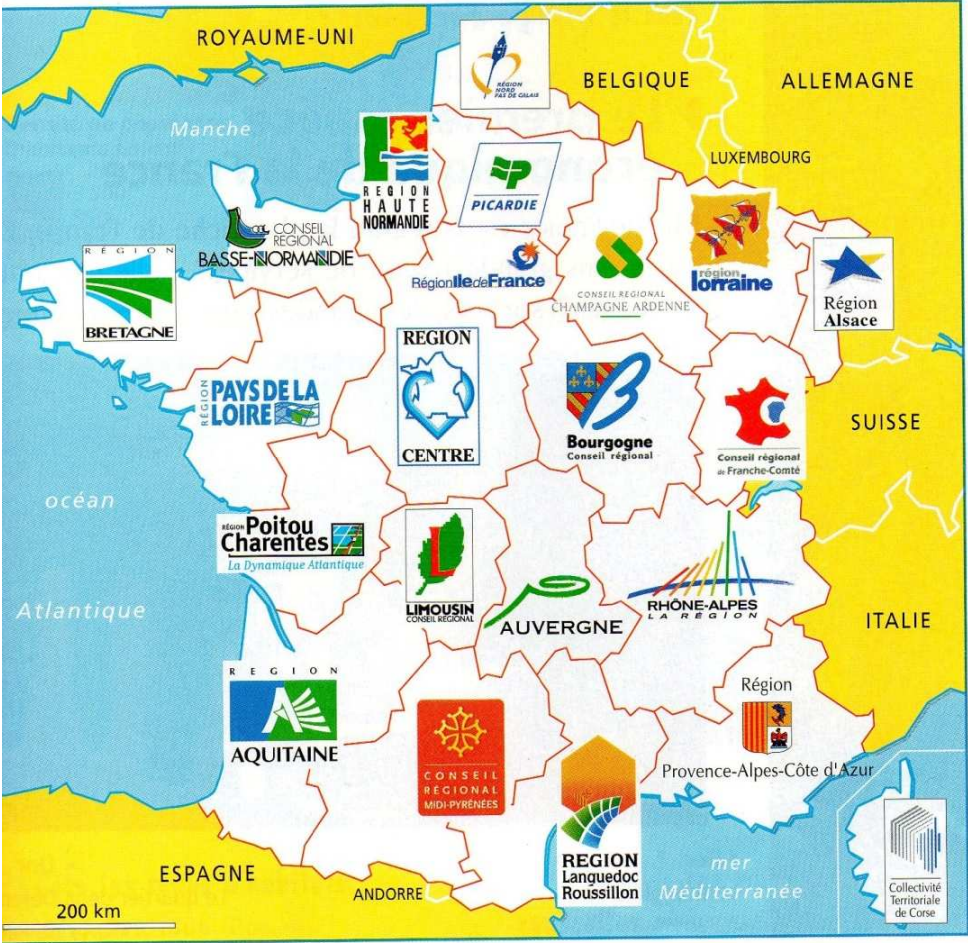 ROYAUME-UNI
BELGIQUE
ALLEMAGNE
LUXEMBOURG
Manche
RÉGION
NORD
PAS DE CALAIS
REGION
HAUTE
NORMANDIE
PICARDIE
CONSEIL
REGIONAL
BASSE-NORMANDIE
RÉGION
BRETAGNE
RégionIledeFrance
CONSEIL REGIONAL
CHAMPAGNE ARDENNE
région
lorraine
Région
Alsace
RÉGION
PAYS DE LA
LOIRE
REGION
CENTRE
Bourgogne
Conseil régional
Conseil régional
de Franche-Comté
SUISSE
océan
Atlantique
RÉGION Poitou
Charentes
La Dynamique Atlantique
L
LIMOUSIN
CONSEIL RÉGIONAL
AUVERGNE
RHÔNE-ALPES
LA RÉGION
ITALIE
REGION
AQUITAINE
CONSEIL
RÉGIONAL
MIDI-PYRÉNÉES
Région
Provence-Alpes-Côte d'Azur
REGION
Languedoc
Roussillon
mer
Méditerranée
Collectivité
Territoriale
de Corse
ESPAGNE
ANDORRE
200 km